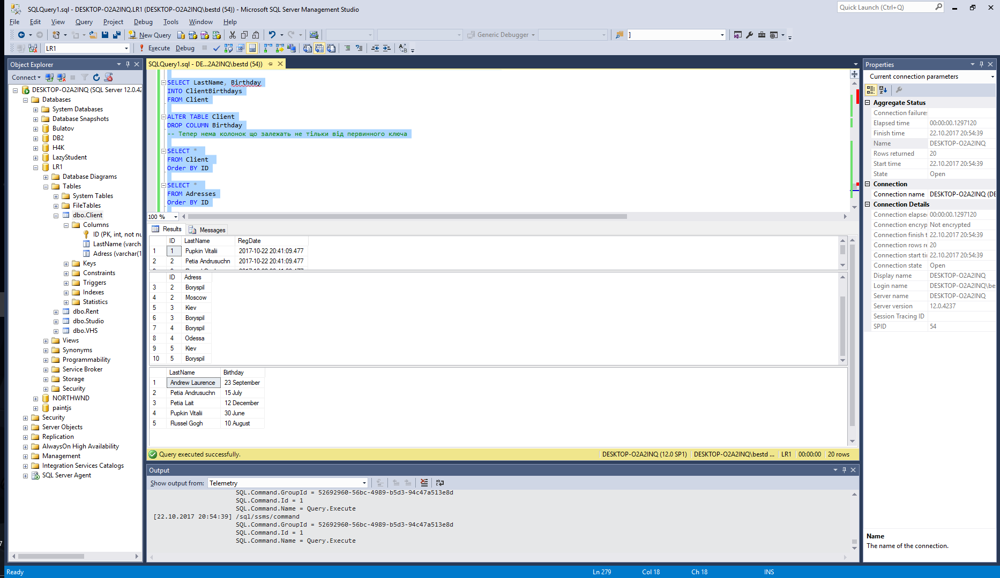 SQLQuery1.sql - DESKTOP-O2A2INQ.LR1 (DESKTOP-O2A2INQ\bestd (54)) - Microsoft SQL Server Management Studio
Quick Launch (Ctrl+Q)
File Edit View Query Project Debug Tools Window Help
New Query
Generic Debugger
]
LR1
Execute Debug
Object Explorer
Connect
DESKTOP-O2A2INQ (SQL Server 12.0.42
Databases
System Databases
Database Snapshots
Bulatov
DB2
H4K
LazyStudent
LR1
Database Diagrams
Tables
System Tables
FileTables
dbo.Client
Columns
ID (PK, int, not nu
LastName (varch
Adress (varchar(1
Keys
Constraints
Triggers
Indexes
Statistics
dbo.Rent
dbo.Studio
dbo.VHS
Views
Synonyms
Programmability
Service Broker
Storage
Security
NORTHWND
paintjs
Security
Server Objects
Replication
AlwaysOn High Availability
Management
Integration Services Catalogs
SQL Server Agent
SQLQuery1.sql - DE...2A2INQ\bestd (54))
SELECT LastName, Birthday
INTO ClientBirthdays
FROM Client
ALTER TABLE Client
DROP COLUMN Birthday
-- Тепер нема колонок що залежать не тільки від первинного ключа
SELECT *
FROM Client
Order BY ID
SELECT *
FROM Adresses
Order BY ID
100 %
Results Messages
ID LastName RegDate
1 1 Pupkin Vitalii 2017-10-22 20:41:09.477
2 2 Petia Andrusuchn 2017-10-22 20:41:09.477
ID Adress
3 2 Boryspil
4 2 Moscow
5 3 Kiev
6 3 Boryspil
7 4 Boryspil
8 4 Odessa
9 5 Kiev
10 5 Boryspil
LastName Birthday
1 Andrew Laurence 23 September
2 Petia Andrusuchn 15 July
3 Petia Lait 12 December
4 Pupkin Vitalii 30 June
5 Russel Gogh 10 August
Query executed successfully. DESKTOP-O2A2INQ (12.0 SP1) DESKTOP-O2A2INQ\bestd ... LR1 00:00:00 20 rows
Output
Show output from: Telemetry
SQL.Command.GroupId = 52692960-56bc-4989-b5d3-94c47a513e8d
SQL.Command.Id = 1
SQL.Command.Name = Query.Execute
[22.10.2017 20:54:39] /sql/ssms/command
SQL.Command.GroupId = 52692960-56bc-4989-b5d3-94c47a513e8d
SQL.Command.Id = 1
SQL.Command.Name = Query.Execute
Properties
Current connection parameters
Aggregate Status
Connection failures
Elapsed time 00:00:00.1297120
Finish time 22.10.2017 20:54:39
Name DESKTOP-O2A2INQ
Rows returned 20
Start time 22.10.2017 20:54:39
State Open
Connection
Connection name DESKTOP-O2A2INQ (DE
Connection Details
Connection elapse 00:00:00.1297120
Connection encryp Not encrypted
Connection finish t 22.10.2017 20:54:39
Connection rows re 20
Connection start ti 22.10.2017 20:54:39
Connection state Open
Display name DESKTOP-O2A2INQ
Login name DESKTOP-O2A2INQ\be
Server name DESKTOP-O2A2INQ
Server version 12.0.4237
Session Tracing ID
SPID 54
Name
The name of the connection.
Ready Ln 279 Col 18 Ch 18 INS